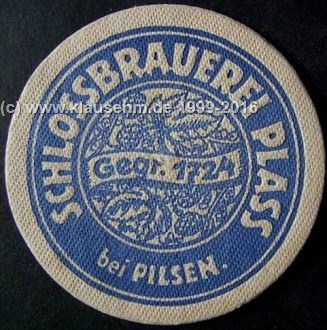 SCHLOSSBRAUEREI PLASS
(c) www.klausehm.de 1999-2016
Gegr. 1724
bei PILSEN.